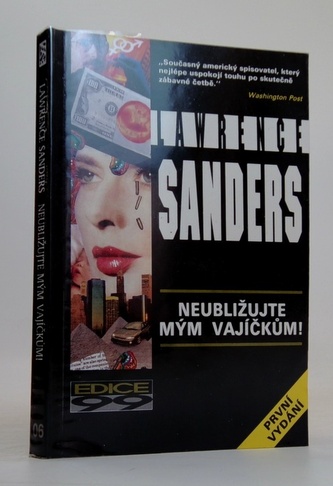 „Současný americký spisovatel, který
nejlépe uspokojí touhu po skutečně
zábavné četbě.“
Washington Post
LAWRENCE
SANDERS
NEUBLIŽUJTE
MÝM VAJÍČKŮM!
EDICE
99
PRVNÍ
VYDÁNÍ
LAWRENCE SANDERS NEUBLIŽUJTE MÝM VAJÍČKŮM!
06